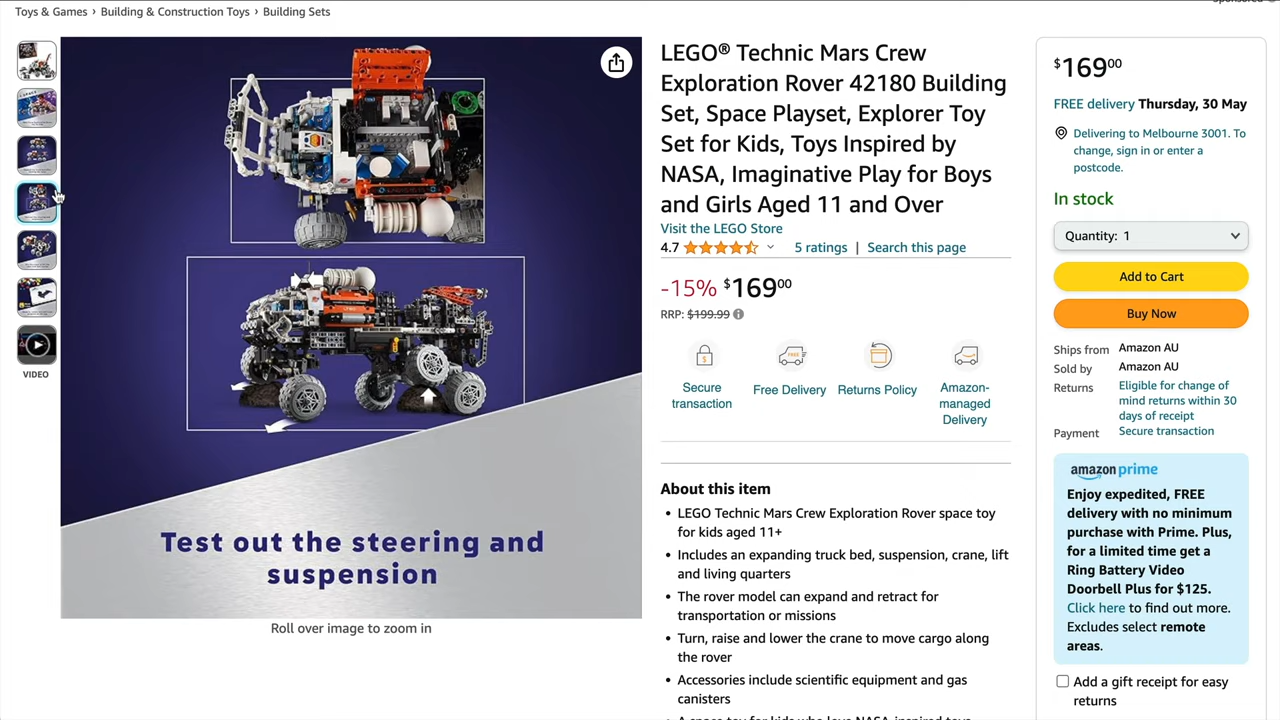 Toys & Games › Building & Construction Toys › Building Sets
VIDEO
Test out the steering and
suspension
Roll over image to zoom in
LEGO® Technic Mars Crew
Exploration Rover 42180 Building
Set, Space Playset, Explorer Toy
Set for Kids, Toys Inspired by
NASA, Imaginative Play for Boys
and Girls Aged 11 and Over
Visit the LEGO Store
4.7 5 ratings | Search this page
-15% $169 00
RRP: $199.99
Secure
transaction
Free Delivery
Returns Policy
Amazon-
managed
Delivery
About this item
• LEGO Technic Mars Crew Exploration Rover space toy
for kids aged 11+
• Includes an expanding truck bed, suspension, crane, lift
and living quarters
• The rover model can expand and retract for
transportation or missions
• Turn, raise and lower the crane to move cargo along
the rover
• Accessories include scientific equipment and gas
canisters
$169 00
FREE delivery Thursday, 30 May
Delivering to Melbourne 3001. To
change, sign in or enter a
postcode.
In stock
Quantity: 1
Add to Cart
Buy Now
Ships from Amazon AU
Sold by Amazon AU
Returns Eligible for change of
mind returns within 30
days of receipt
Payment Secure transaction
amazon prime
Enjoy expedited, FREE
delivery with no minimum
purchase with Prime. Plus,
for a limited time get a
Ring Battery Video
Doorbell Plus for $125.
Click here to find out more.
Excludes select remote
areas.
Add a gift receipt for easy
returns